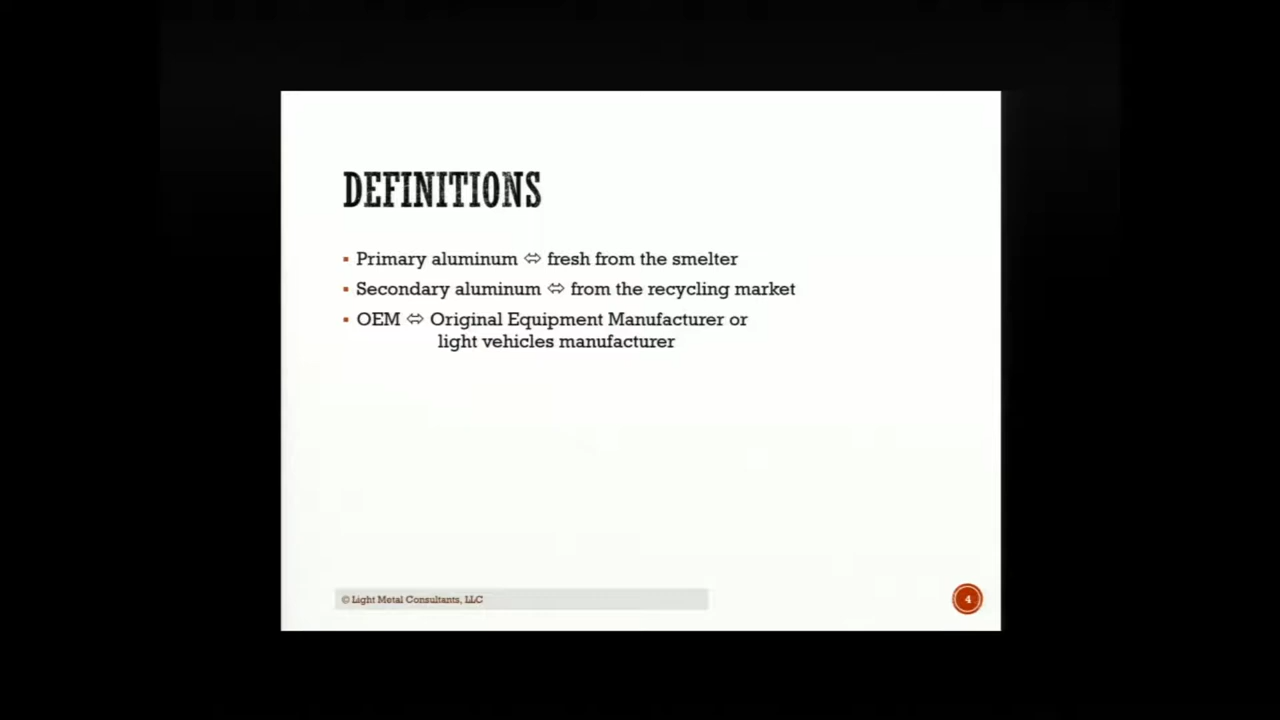 DEFINITIONS
▪ Primary aluminum ⇔ fresh from the smelter
▪ Secondary aluminum ⇔ from the recycling market
▪ OEM ⇔ Original Equipment Manufacturer or
light vehicles manufacturer
© Light Metal Consultants, LLC
4